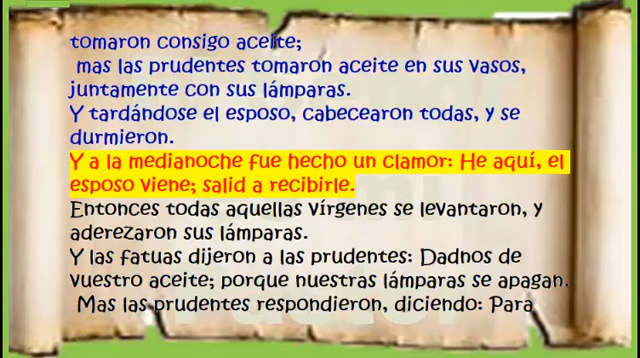 tomaron consigo aceite;
mas las prudentes tomaron aceite en sus vasos,
juntamente con sus lámparas.
Y tardándose el esposo, cabecearon todas, y se
durmieron.
Y a la medianoche fue hecho un clamor: He aquí, el
esposo viene; salid a recibirle.
Entonces todas aquellas vírgenes se levantaron, y
aderezaron sus lámparas.
Y las fatuas dijeron a las prudentes: Dadnos de
vuestro aceite; porque nuestras lámparas se apagan.
Mas las prudentes respondieron, diciendo: Para